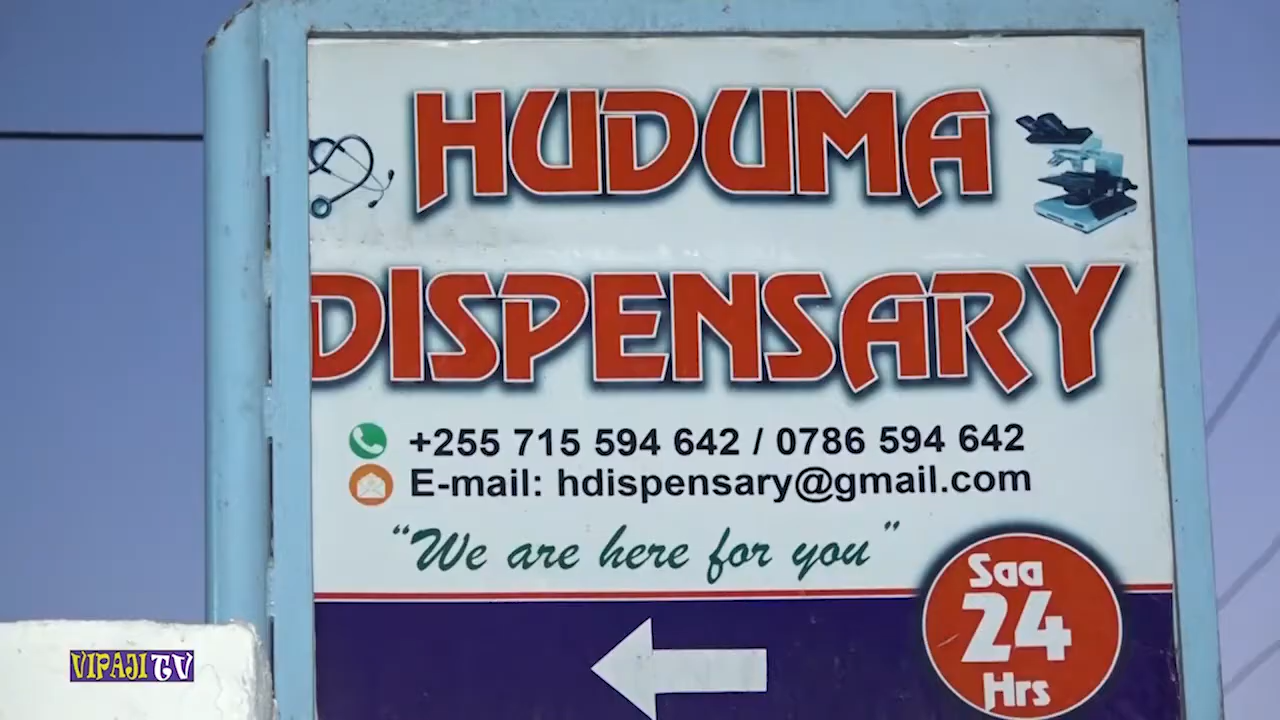 HUDUMA
DISPENSARY
+255 715 594 642 / 0786 594 642
E-mail: hdispensary@gmail.com
"We are here for you"
Saa
24
Hrs
VIPAJI TV